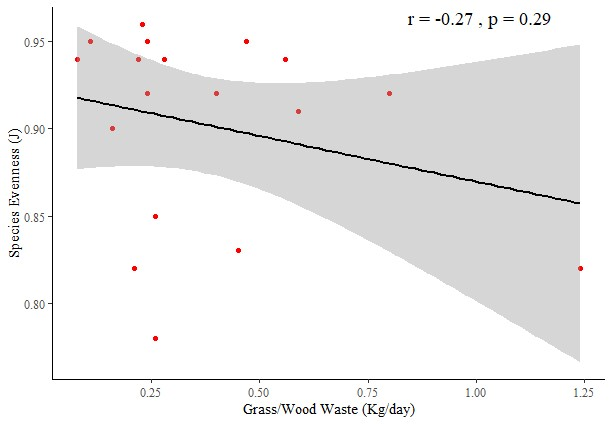 r = -0.27 , p = 0.29
0.95
0.90
0.85
0.80
Species Evenness (J)
0.25 0.50 0.75 1.00 1.25
Grass/Wood Waste (Kg/day)